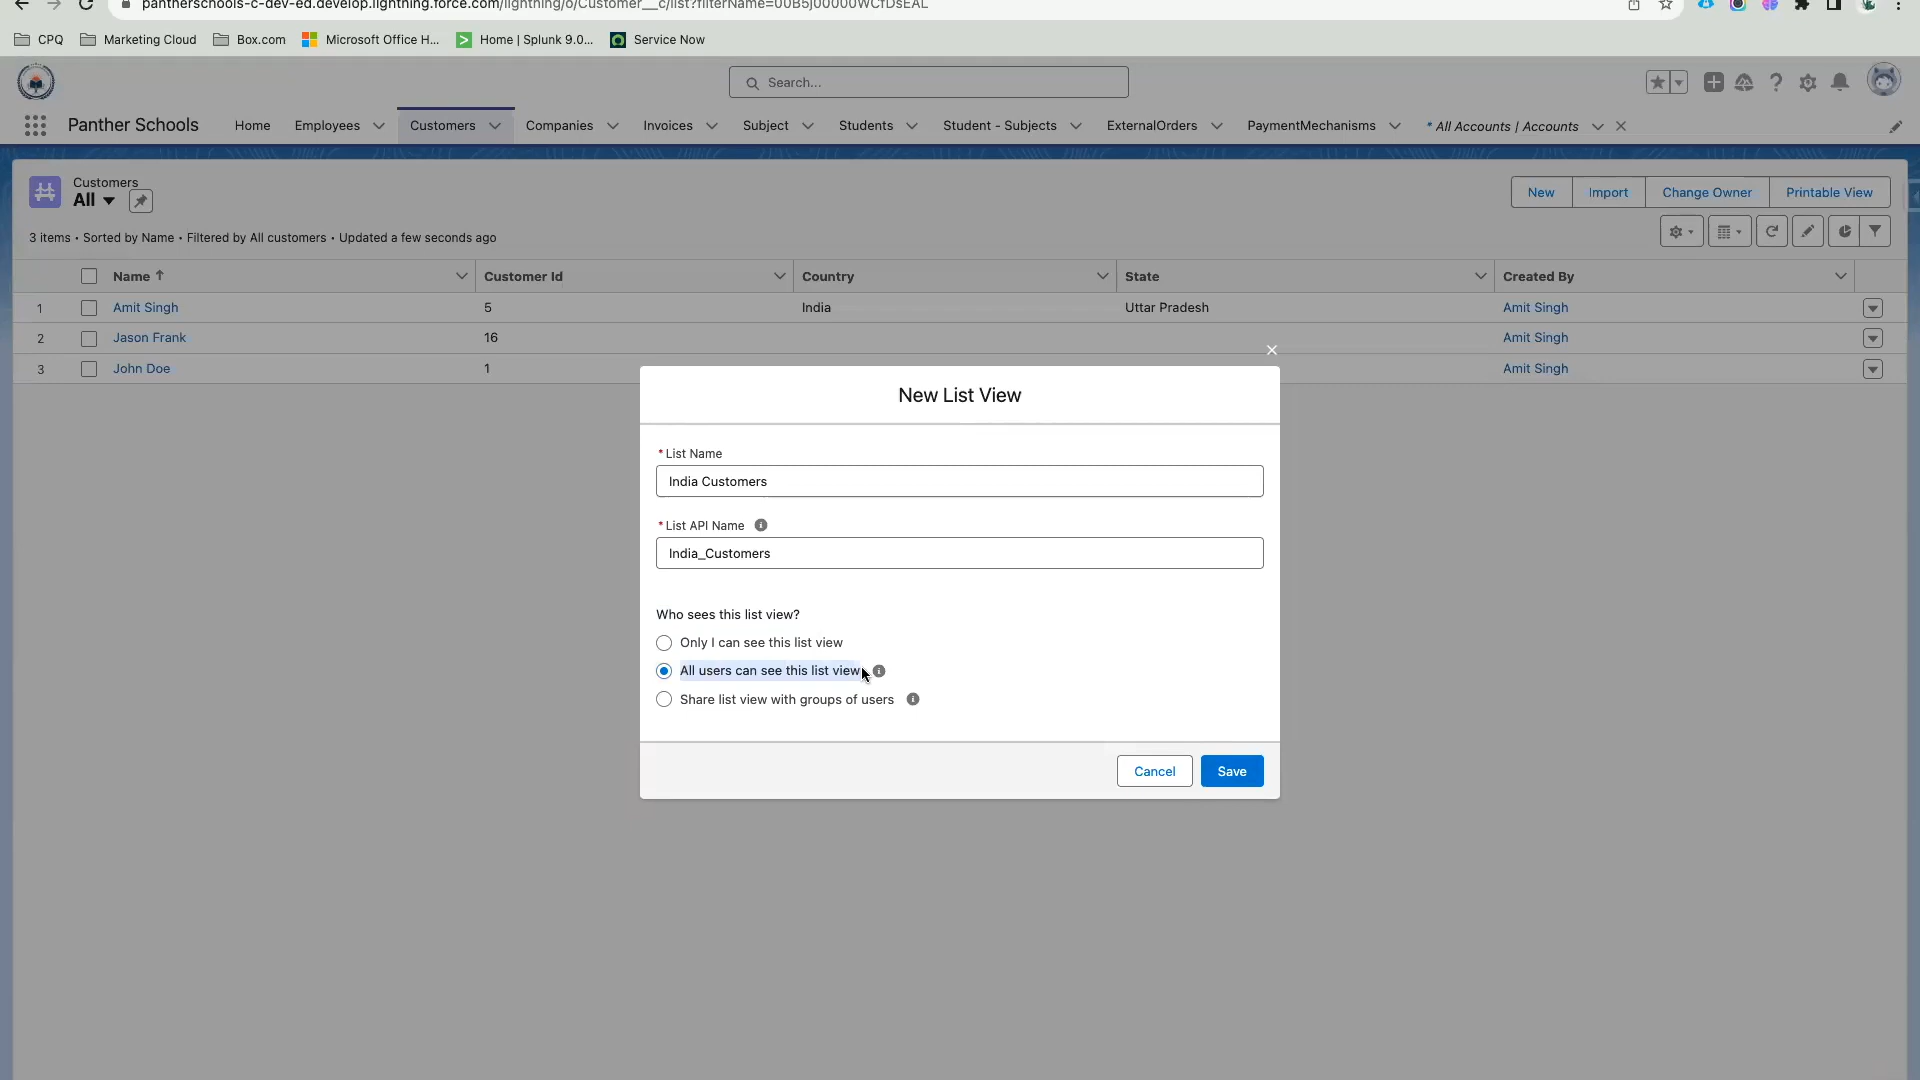 pantherschools-c-dev-ed.develop.lightning.force.com/lightning/o/Customer__c/list?filterName=00B5j00000WCfDsEAL
CPQ Marketing Cloud Box.com Microsoft Office H... Home | Splunk 9.0... Service Now
Search...
Panther Schools Home Employees Customers Companies Invoices Subject Students Student - Subjects ExternalOrders PaymentMechanisms * All Accounts | Accounts
Customers
All
New Import Change Owner Printable View
3 items • Sorted by Name • Filtered by All customers • Updated a few seconds ago
Name ↑ Customer Id Country State Created By
1 Amit Singh 5 India Uttar Pradesh Amit Singh
2 Jason Frank 16 Amit Singh
3 John Doe 1 Amit Singh
New List View
* List Name
India Customers
* List API Name
India_Customers
Who sees this list view?
Only I can see this list view
All users can see this list view
Share list view with groups of users
Cancel Save